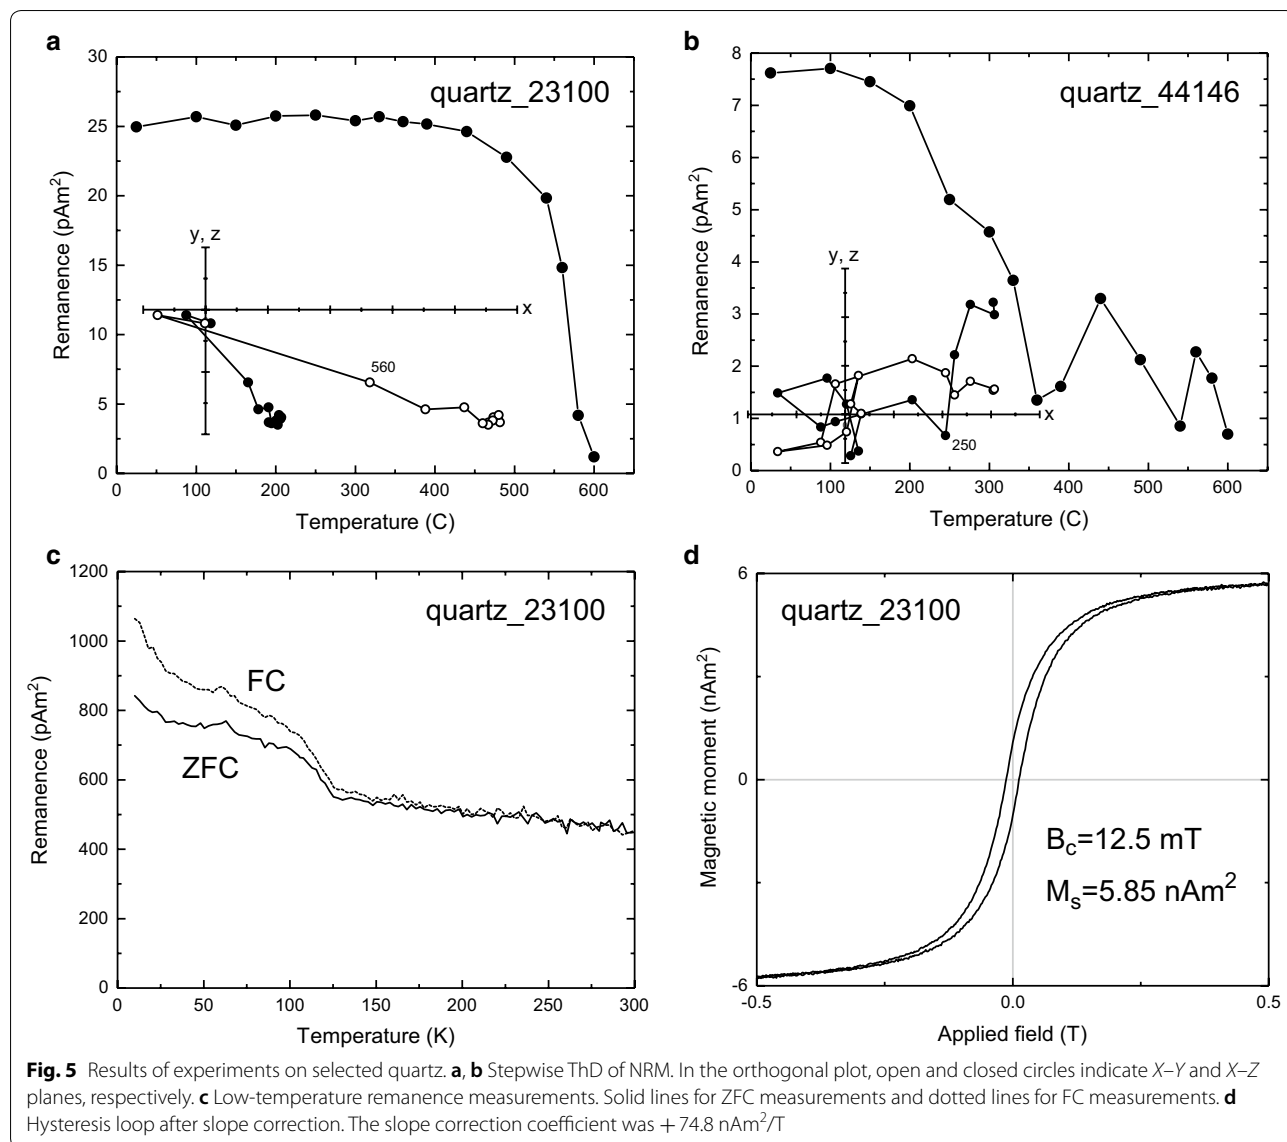 a
30
25
20
15
10
5
0
Remanence (pAm²)
quartz_23100
y, z
x
560
0 100 200 300 400 500 600
Temperature (C)
b
8
7
6
5
4
3
2
1
0
Remanence (pAm²)
quartz_44146
y, z
x
250
0 100 200 300 400 500 600
Temperature (C)
c
1200
1000
800
600
400
200
0
Remanence (pAm²)
quartz_23100
FC
ZFC
0 50 100 150 200 250 300
Temperature (K)
d
6
0
-6
Magnetic moment (nAm²)
quartz_23100
Bc=12.5 mT
Ms=5.85 nAm²
-0.5 0.0 0.5
Applied field (T)
Fig. 5 Results of experiments on selected quartz. a, b Stepwise ThD of NRM. In the orthogonal plot, open and closed circles indicate X–Y and X–Z
planes, respectively. c Low-temperature remanence measurements. Solid lines for ZFC measurements and dotted lines for FC measurements. d
Hysteresis loop after slope correction. The slope correction coefficient was + 74.8 nAm²/T